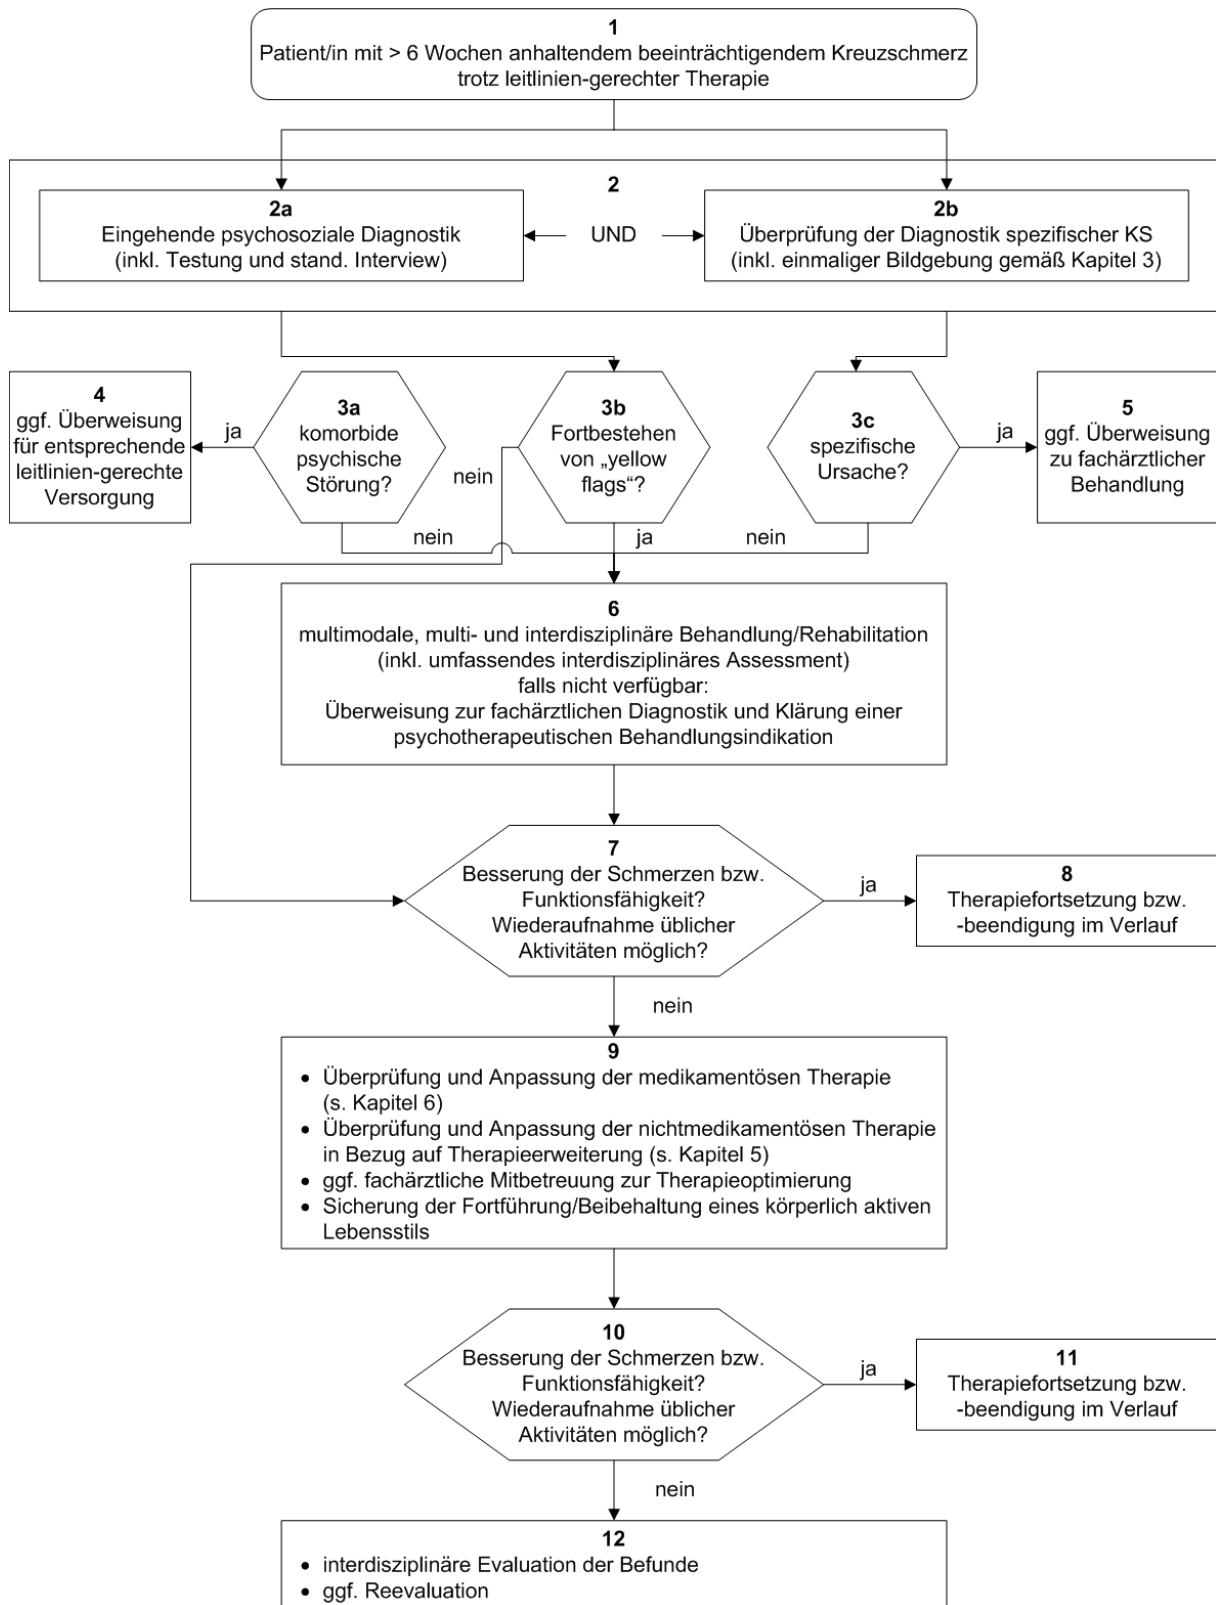 1
Patient/in mit > 6 Wochen anhaltendem beeinträchtigendem Kreuzschmerz
trotz leitlinien-gerechter Therapie
2
2a
Eingehende psychosoziale Diagnostik
(inkl. Testung und stand. Interview)
UND
2b
Überprüfung der Diagnostik spezifischer KS
(inkl. einmaliger Bildgebung gemäß Kapitel 3)
4
ggf. Überweisung
für entsprechende
leitlinien-gerechte
Versorgung
ja
3a
komorbide
psychische
Störung?
nein
nein
3b
Fortbestehen
von „yellow
flags“?
ja
3c
spezifische
Ursache?
nein
ja
5
ggf. Überweisung
zu fachärztlicher
Behandlung
6
multimodale, multi- und interdisziplinäre Behandlung/Rehabilitation
(inkl. umfassendes interdisziplinäres Assessment)
falls nicht verfügbar:
Überweisung zur fachärztlichen Diagnostik und Klärung einer
psychotherapeutischen Behandlungsindikation
7
Besserung der Schmerzen bzw.
Funktionsfähigkeit?
Wiederaufnahme üblicher
Aktivitäten möglich?
ja
8
Therapiefortsetzung bzw.
-beendigung im Verlauf
nein
9
• Überprüfung und Anpassung der medikamentösen Therapie
(s. Kapitel 6)
• Überprüfung und Anpassung der nichtmedikamentösen Therapie
in Bezug auf Therapieerweiterung (s. Kapitel 5)
• ggf. fachärztliche Mitbetreuung zur Therapieoptimierung
• Sicherung der Fortführung/Beibehaltung eines körperlich aktiven
Lebensstils
10
Besserung der Schmerzen bzw.
Funktionsfähigkeit?
Wiederaufnahme üblicher
Aktivitäten möglich?
ja
11
Therapiefortsetzung bzw.
-beendigung im Verlauf
nein
12
• interdisziplinäre Evaluation der Befunde
• ggf. Reevaluation